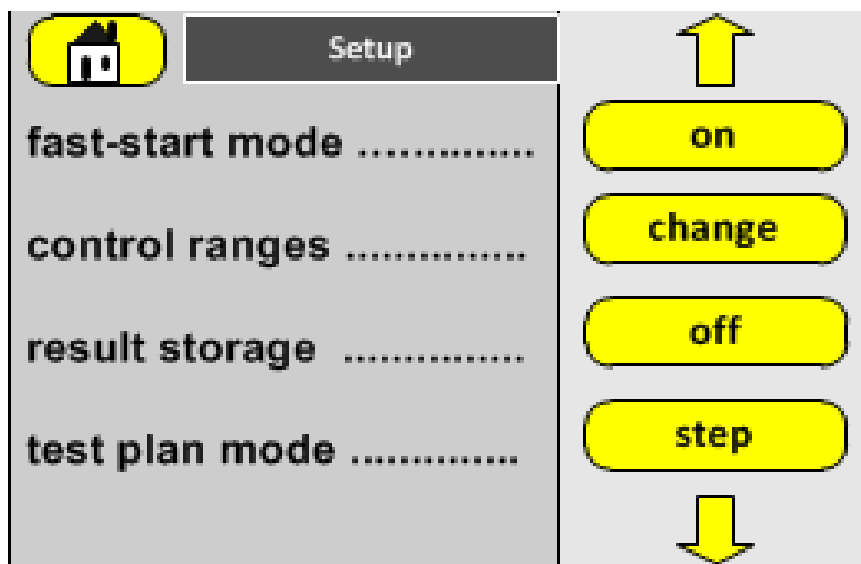 Setup
fast-start mode .............. on
control ranges ............... change
result storage ............... off
test plan mode .............. step